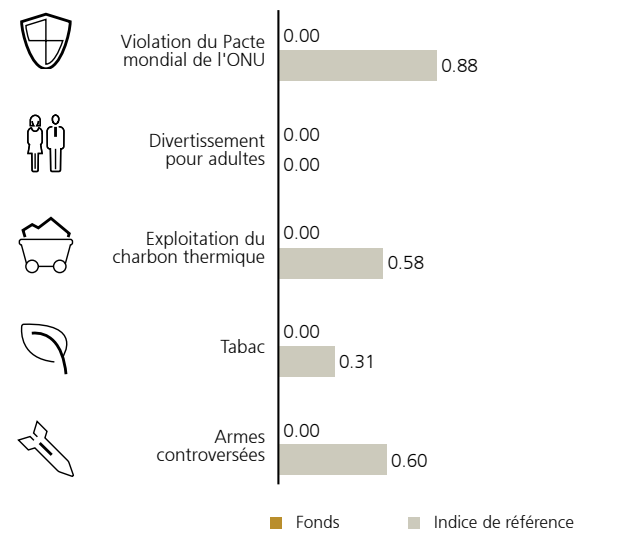 Violation du Pacte
mondial de l'ONU
0.00
0.88
Divertissement
pour adultes
0.00
0.00
Exploitation du
charbon thermique
0.00
0.58
Tabac
0.00
0.31
Armes
controversées
0.00
0.60
Fonds
Indice de référence